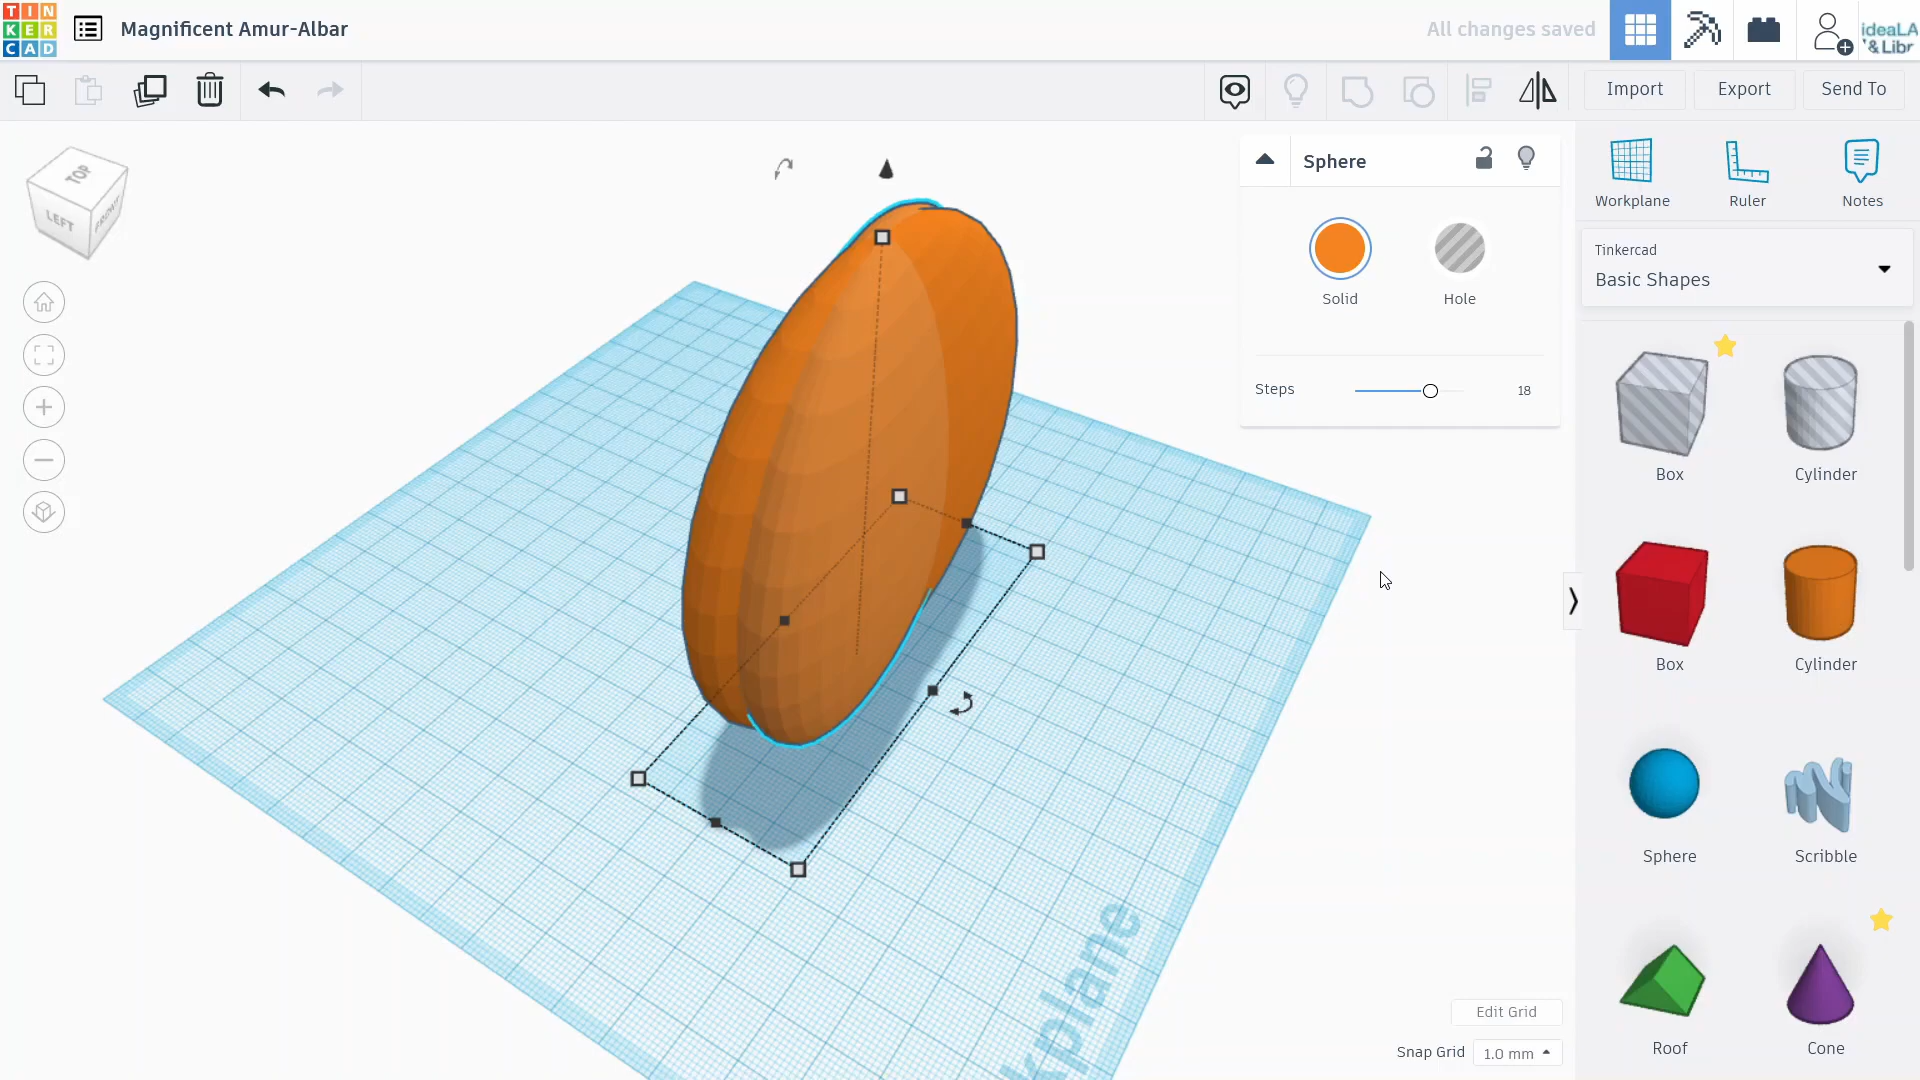 TIN
KER
CAD
Magnificent Amur-Albar
All changes saved
ideaLA
& Libr
Import
Export
Send To
TOP
LEFT
FRONT
Sphere
Solid
Hole
Steps
18
Workplane
Ruler
Notes
Tinkercad
Basic Shapes
Box
Cylinder
Box
Cylinder
Sphere
Scribble
Roof
Cone
kplane
Edit Grid
Snap Grid
1.0 mm